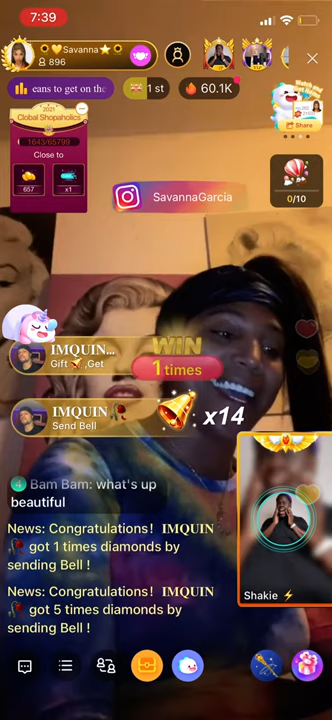 7:39
🌻💛Savanna⭐🌻
896
eans to get on the
1 st
60.1K
Watch and
Share
2021
Global Shopaholics
1643/65799
Close to
657
x1
0/10
SavannaGarcia
WIN
1 times
IMQUIN...
Gift ,Get
IMQUIN🥀
Send Bell
x14
Bam Bam: what's up
beautiful
News: Congratulations! IMQUIN
🥀 got 1 times diamonds by
sending Bell !
News: Congratulations! IMQUIN
🥀 got 5 times diamonds by
sending Bell !
Shakie ⚡